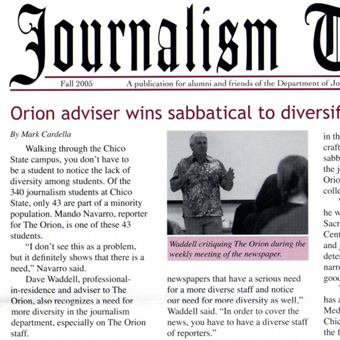 Journalism T
Fall 2005
A publication for alumni and friends of the Department of Jo
Orion adviser wins sabbatical to diversif
By Mark Cardella
Walking through the Chico
State campus, you don't have to
be a student to notice the lack of
diversity among students. Of the
340 journalism students at Chico
State, only 43 are part of a minority
population. Mando Navarro, reporter
for The Orion, is one of these 43
students.
"I don't see this as a problem,
but it definitely shows that there is a
need," Navarro said.
Dave Waddell, professional-
in-residence and adviser to The
Orion, also recognizes a need for
more diversity in the journalism
department, especially on The Orion
staff.
Waddell critiquing The Orion during the
weekly meeting of the newspaper.
newspapers that have a serious need
for a more diverse staff and notice
our need for more diversity as well,"
Waddell said. "In order to cover the
news, you have to have a diverse staff
of reporters."
in th
craft
sabb
the j
Orio
colle
he w
Sacr
Cent
and
deter
narr
good
has a
Med
Chic
the f